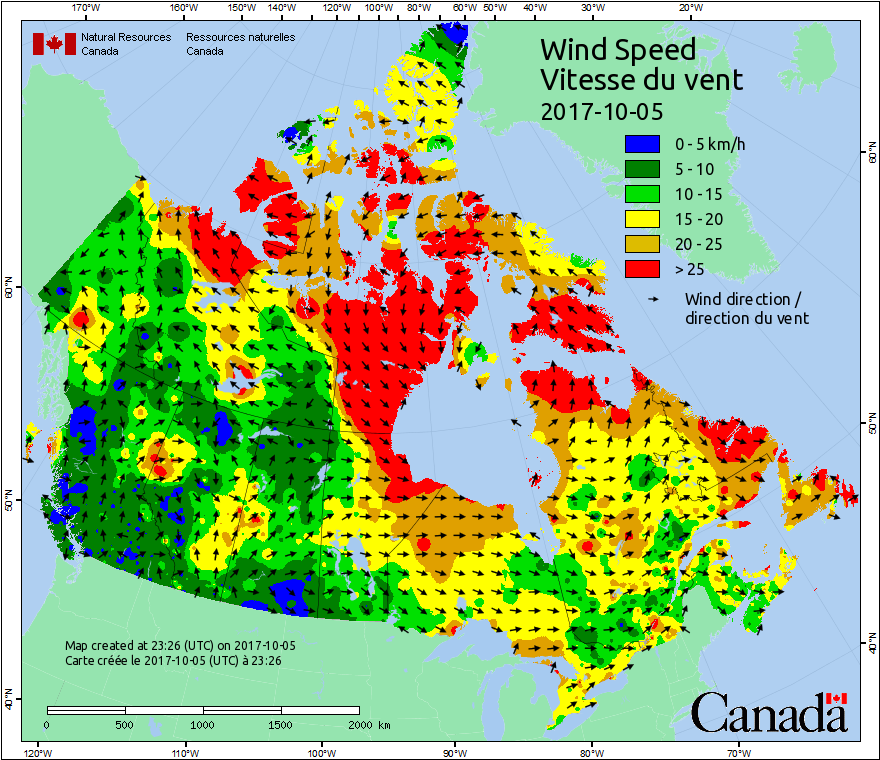 170°W 160°W 150°W 140°W 120°W 100°W 80°W 60°W 50°W 40°W 30°W 20°W
Natural Resources Ressources naturelles
Canada Canada
Wind Speed
Vitesse du vent
2017-10-05
0 - 5 km/h
5 - 10
10 - 15
15 - 20
20 - 25
> 25
Wind direction /
direction du vent
60°N
60°N
50°N
50°N
40°N
40°N
Map created at 23:26 (UTC) on 2017-10-05
Carte créée le 2017-10-05 (UTC) à 23:26
0 500 1000 1500 2000 km
Canada
120°W 110°W 100°W 90°W 80°W 70°W